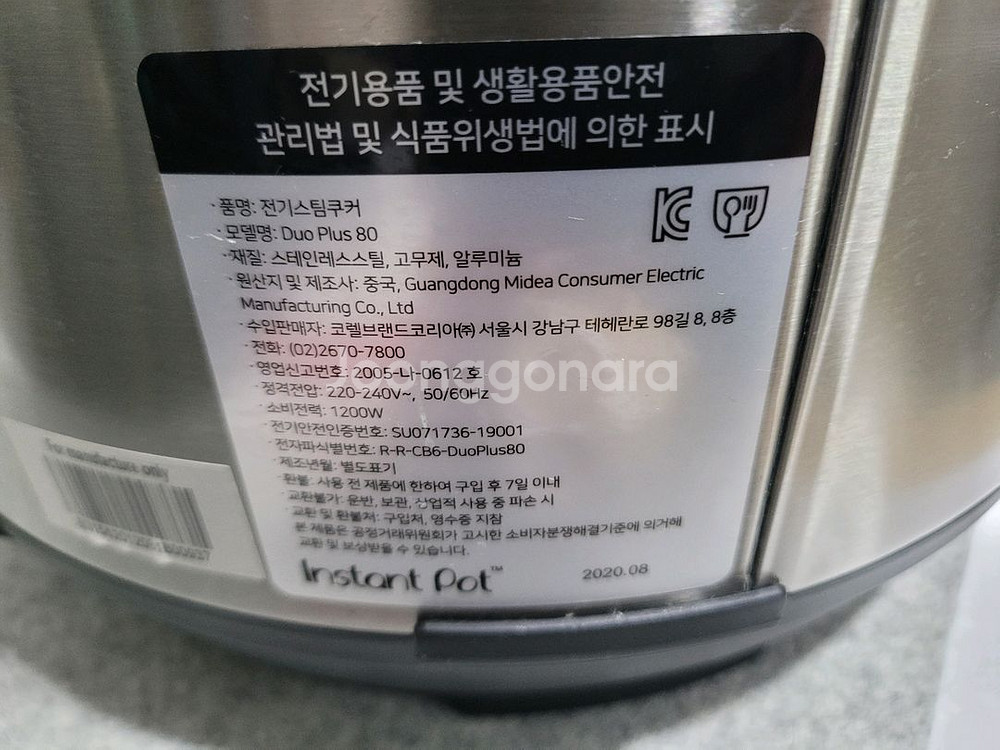 전기용품 및 생활용품안전
관리법 및 식품위생법에 의한 표시
· 품명: 전기스팀쿠커
· 모델명: Duo Plus 80
· 재질: 스테인레스스틸, 고무제, 알루미늄
· 원산지 및 제조사: 중국, Guangdong Midea Consumer Electric
Manufacturing Co., Ltd
· 수입판매자: 코렐브랜드코리아㈜ 서울시 강남구 테헤란로 98길 8, 8층
· 전화: (02)2670-7800
· 영업신고번호: 2005-나-0612 호
· 정격전압: 220-240V~, 50/60Hz
· 소비전력: 1200W
· 전기안전인증번호: SU071736-19001
· 전자파식별번호: R-R-CB6-DuoPlus80
· 제조년월: 별도표기
· 환불: 사용 전 제품에 한하여 구입 후 7일 이내
· 교환불가: 운반, 보관, 상업적 사용 중 파손 시
· 교환 및 환불처: 구입처, 영수증 지참
본 제품은 공정거래위원회가 고시한 소비자분쟁해결기준에 의거해
교환 및 보상받을 수 있습니다.
Instant Pot™
2020.08
For manufacture only
Joonggonara